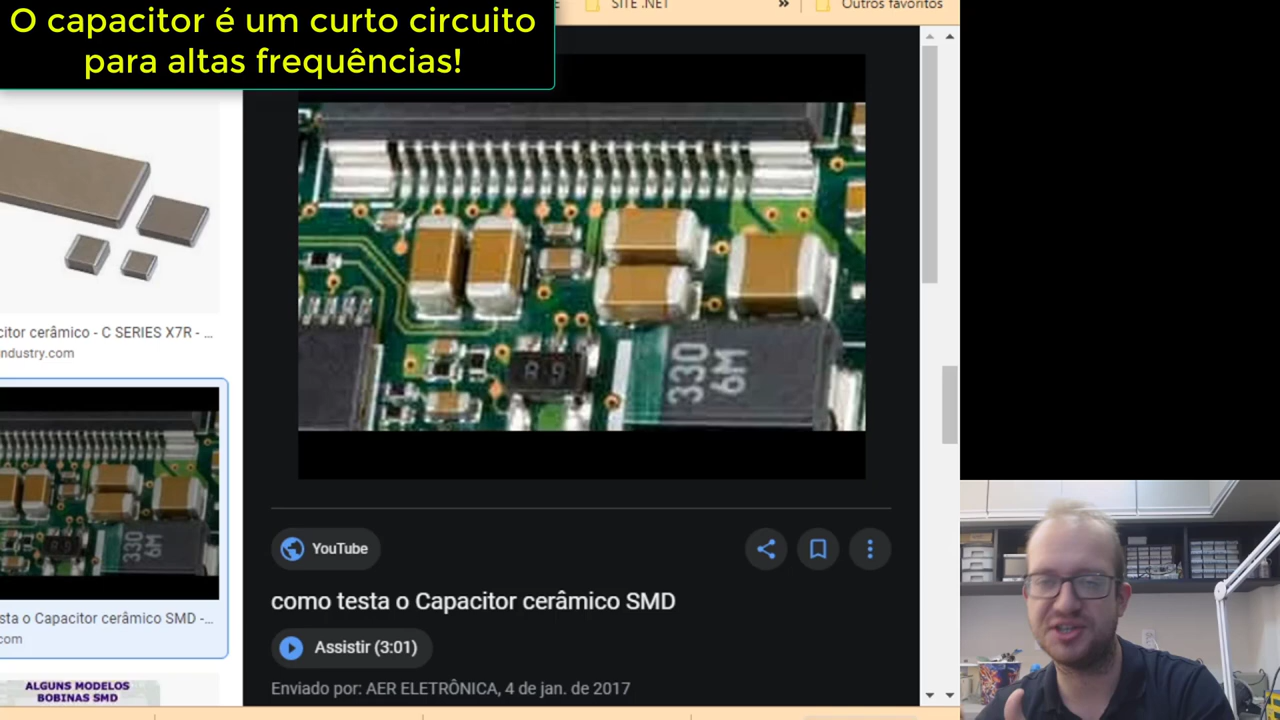 O capacitor é um curto circuito
para altas frequências!
SITE .NET
»
Outros favoritos
330
6M
citor cerâmico - C SERIES X7R - ...
ndustry.com
330
6M
sta o Capacitor cerâmico SMD -...
com
ALGUNS MODELOS
BOBINAS SMD
YouTube
como testa o Capacitor cerâmico SMD
Assistir (3:01)
Enviado por: AER ELETRÔNICA, 4 de jan. de 2017